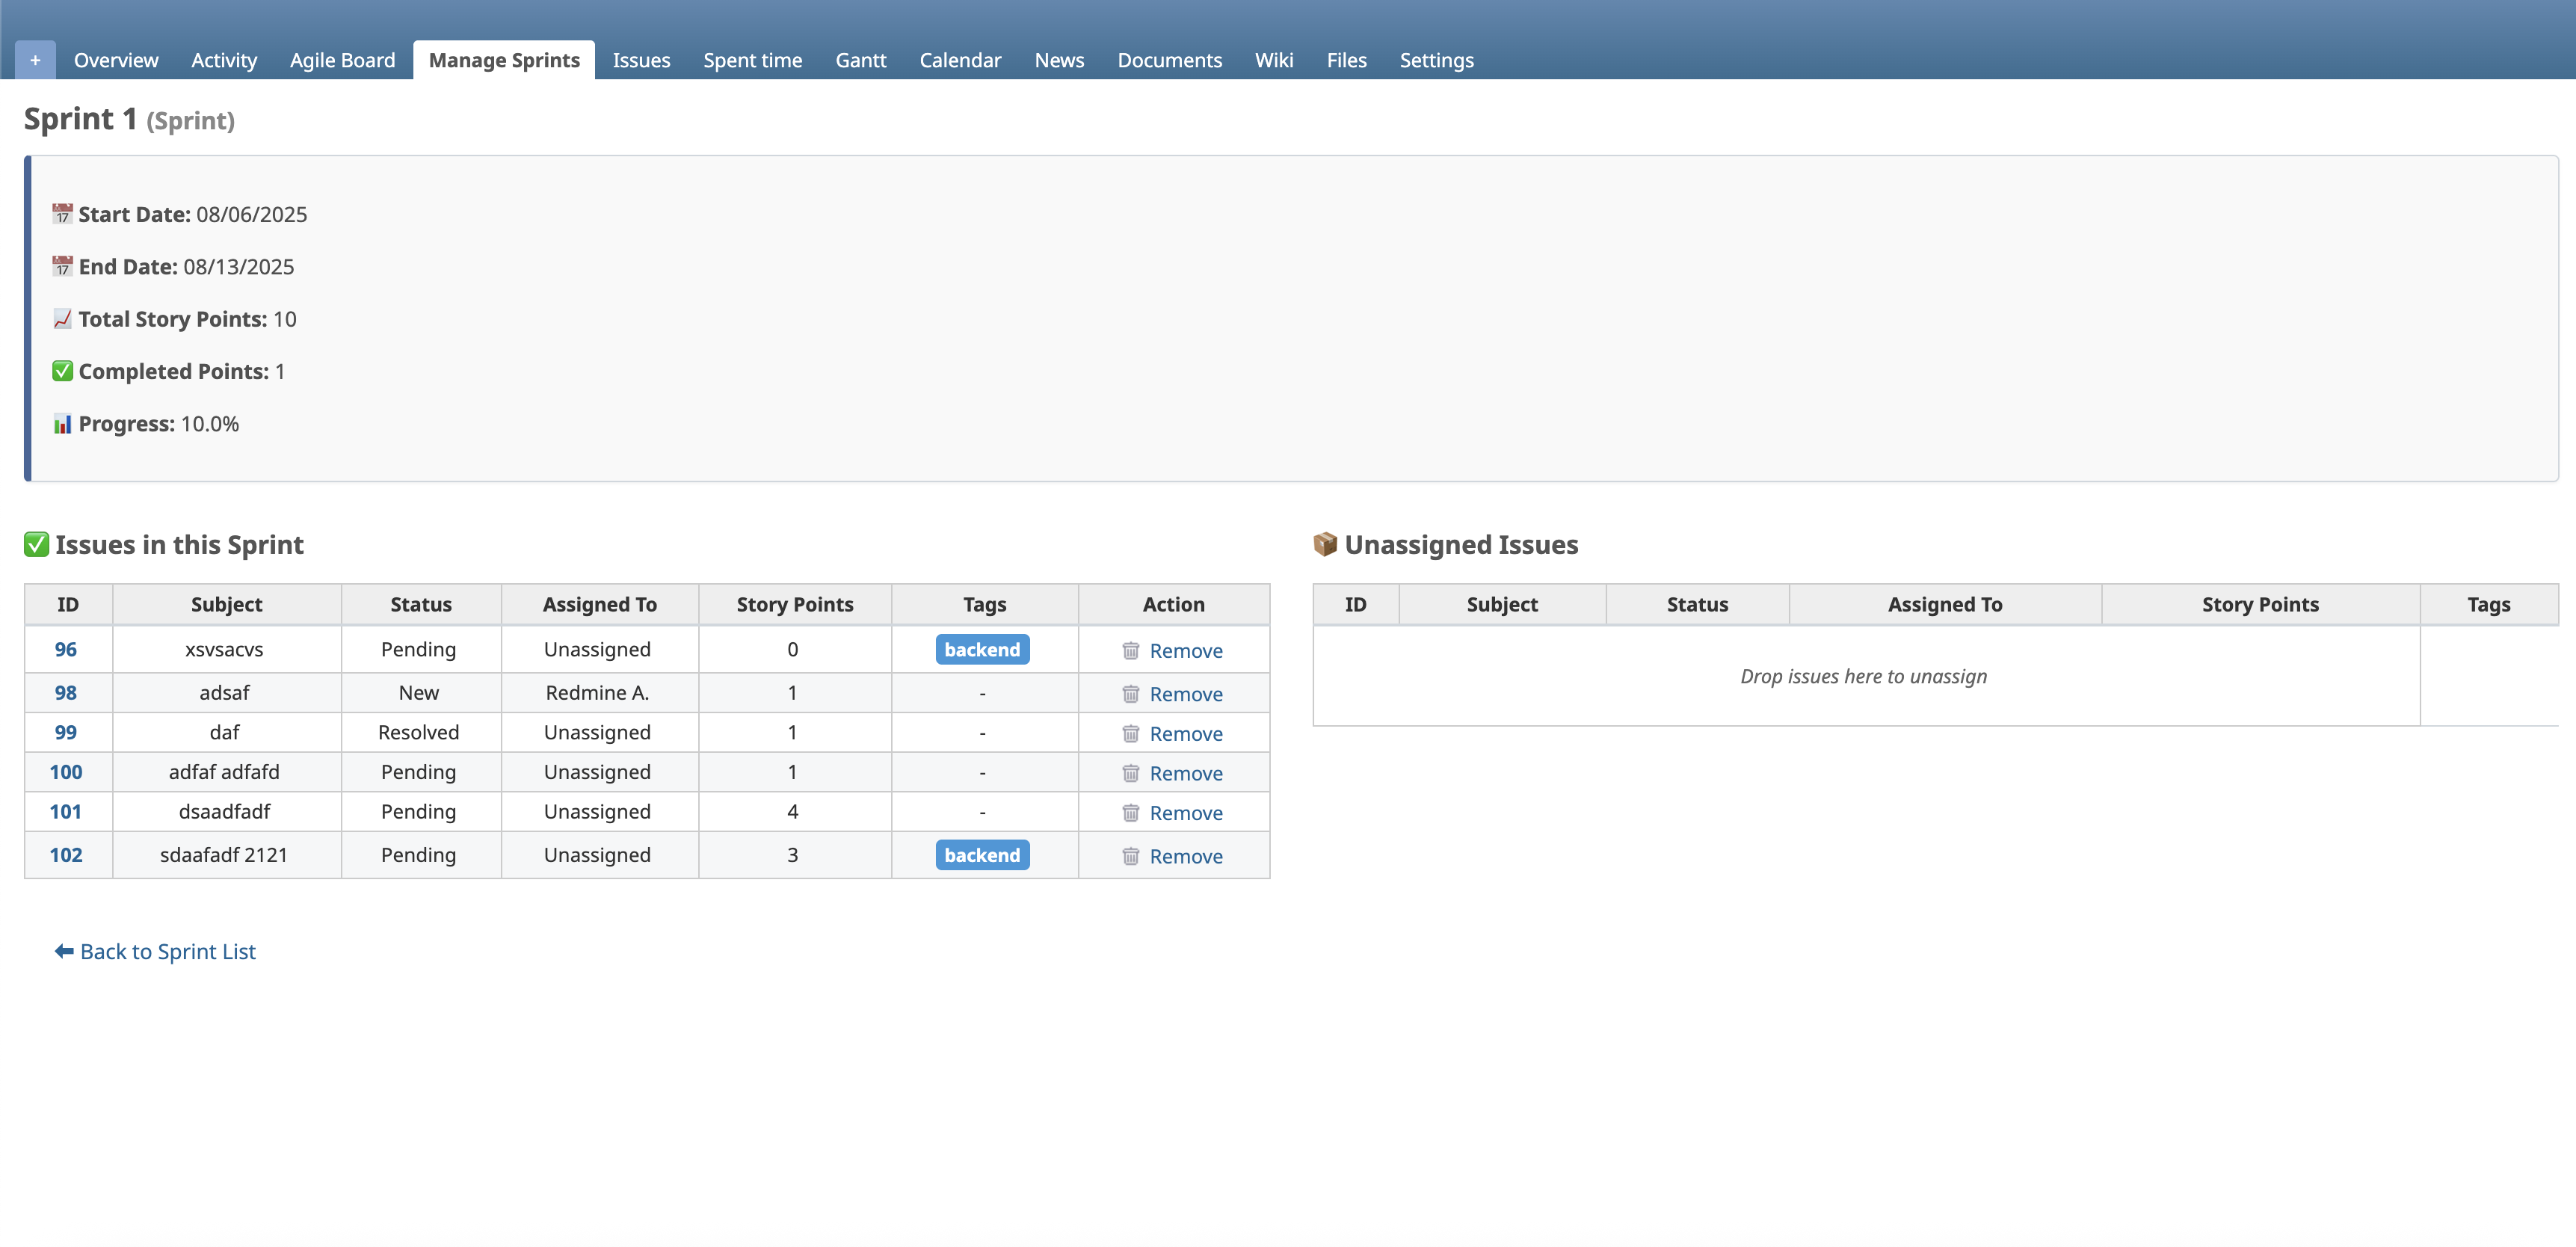 + Overview Activity Agile Board Manage Sprints Issues Spent time Gantt Calendar News Documents Wiki Files Settings
Sprint 1 (Sprint)
17 Start Date: 08/06/2025
17 End Date: 08/13/2025
Total Story Points: 10
Completed Points: 1
Progress: 10.0%
Issues in this Sprint
ID Subject Status Assigned To Story Points Tags Action
96 xsvsacvs Pending Unassigned 0 backend Remove
98 adsaf New Redmine A. 1 - Remove
99 daf Resolved Unassigned 1 - Remove
100 adfaf adfafd Pending Unassigned 1 - Remove
101 dsaadfadf Pending Unassigned 4 - Remove
102 sdaafadf 2121 Pending Unassigned 3 backend Remove
Unassigned Issues
ID Subject Status Assigned To Story Points Tags
Drop issues here to unassign
Back to Sprint List